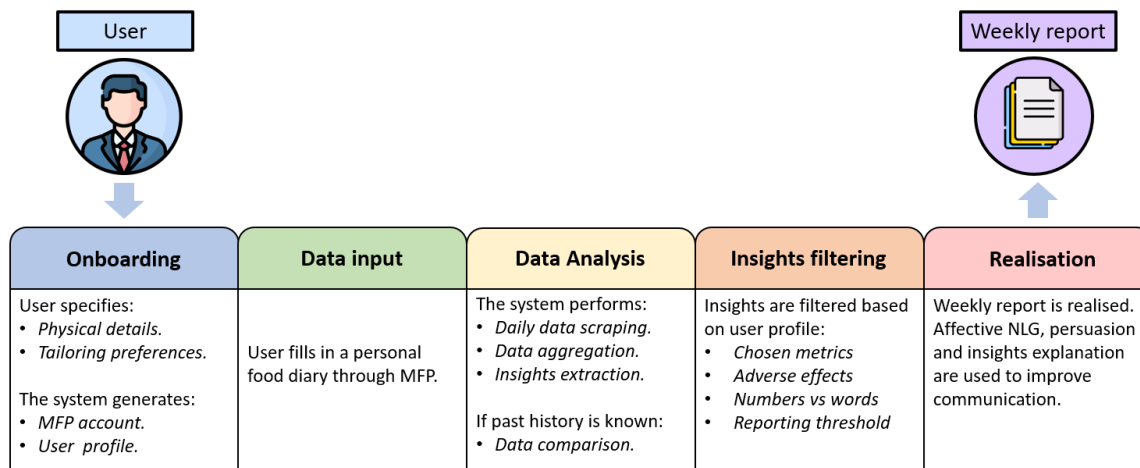 User
Weekly report
Onboarding
User specifies:
• Physical details.
• Tailoring preferences.
The system generates:
• MFP account.
• User profile.
Data input
User fills in a personal
food diary through MFP.
Data Analysis
The system performs:
• Daily data scraping.
• Data aggregation.
• Insights extraction.
If past history is known:
• Data comparison.
Insights filtering
Insights are filtered based
on user profile:
• Chosen metrics
• Adverse effects
• Numbers vs words
• Reporting threshold
Realisation
Weekly report is realised.
Affective NLG, persuasion
and insights explanation
are used to improve
communication.